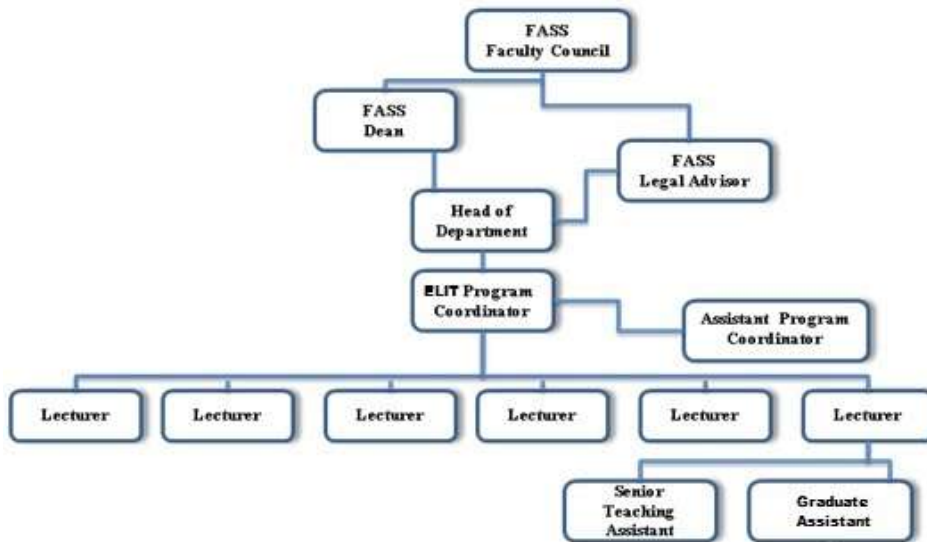 FASS
Faculty Council
FASS
Dean
FASS
Legal Advisor
Head of
Department
ELIT Program
Coordinator
Assistant Program
Coordinator
Lecturer
Lecturer
Lecturer
Lecturer
Lecturer
Lecturer
Senior
Teaching
Assistant
Graduate
Assistant